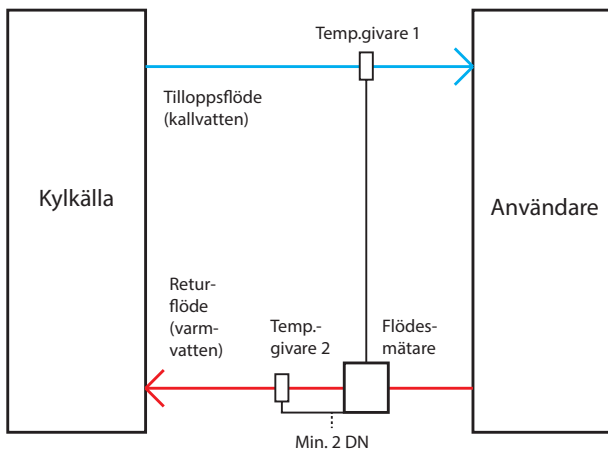 Temp.givare 1
Tilloppsflöde
(kallvatten)
Kylkälla
Användare
Retur-
flöde
(varm-
vatten)
Temp.-
givare 2
Flödes-
mätare
Min. 2 DN